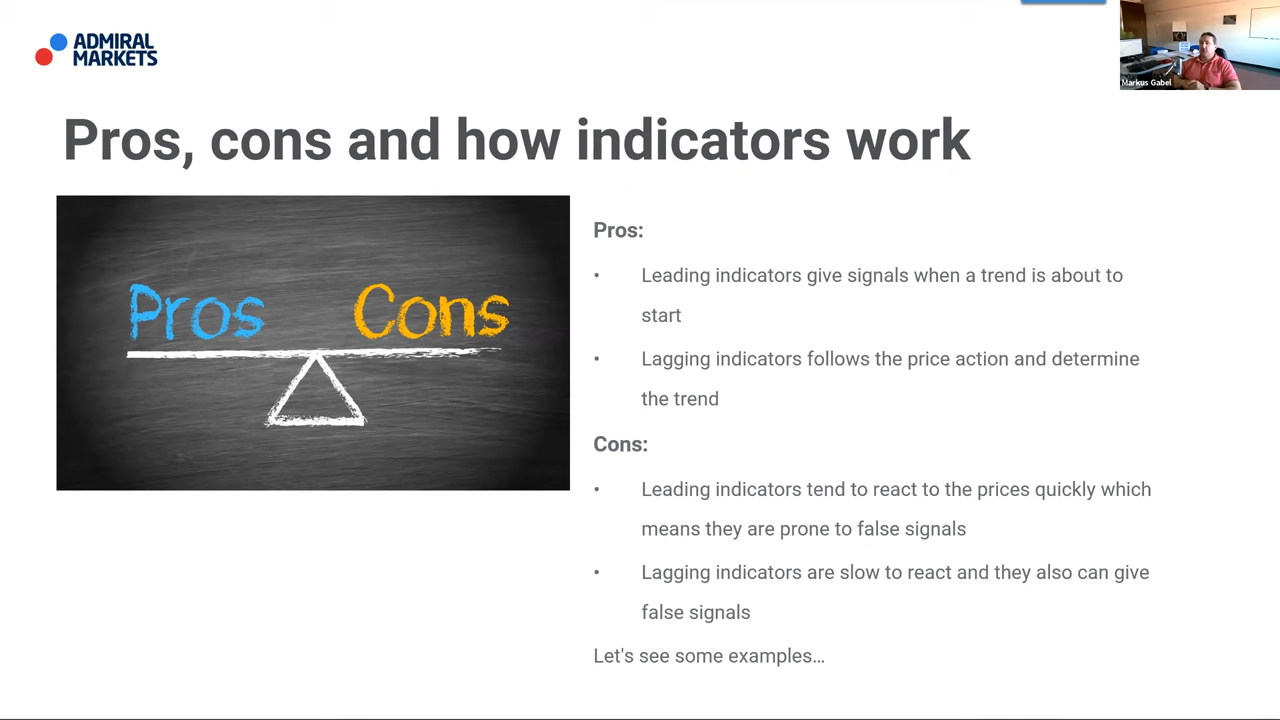 ADMIRAL
MARKETS
Markus Gabel
Pros, cons and how indicators work
Pros Cons
Pros:
• Leading indicators give signals when a trend is about to
start
• Lagging indicators follows the price action and determine
the trend
Cons:
• Leading indicators tend to react to the prices quickly which
means they are prone to false signals
• Lagging indicators are slow to react and they also can give
false signals
Let's see some examples…